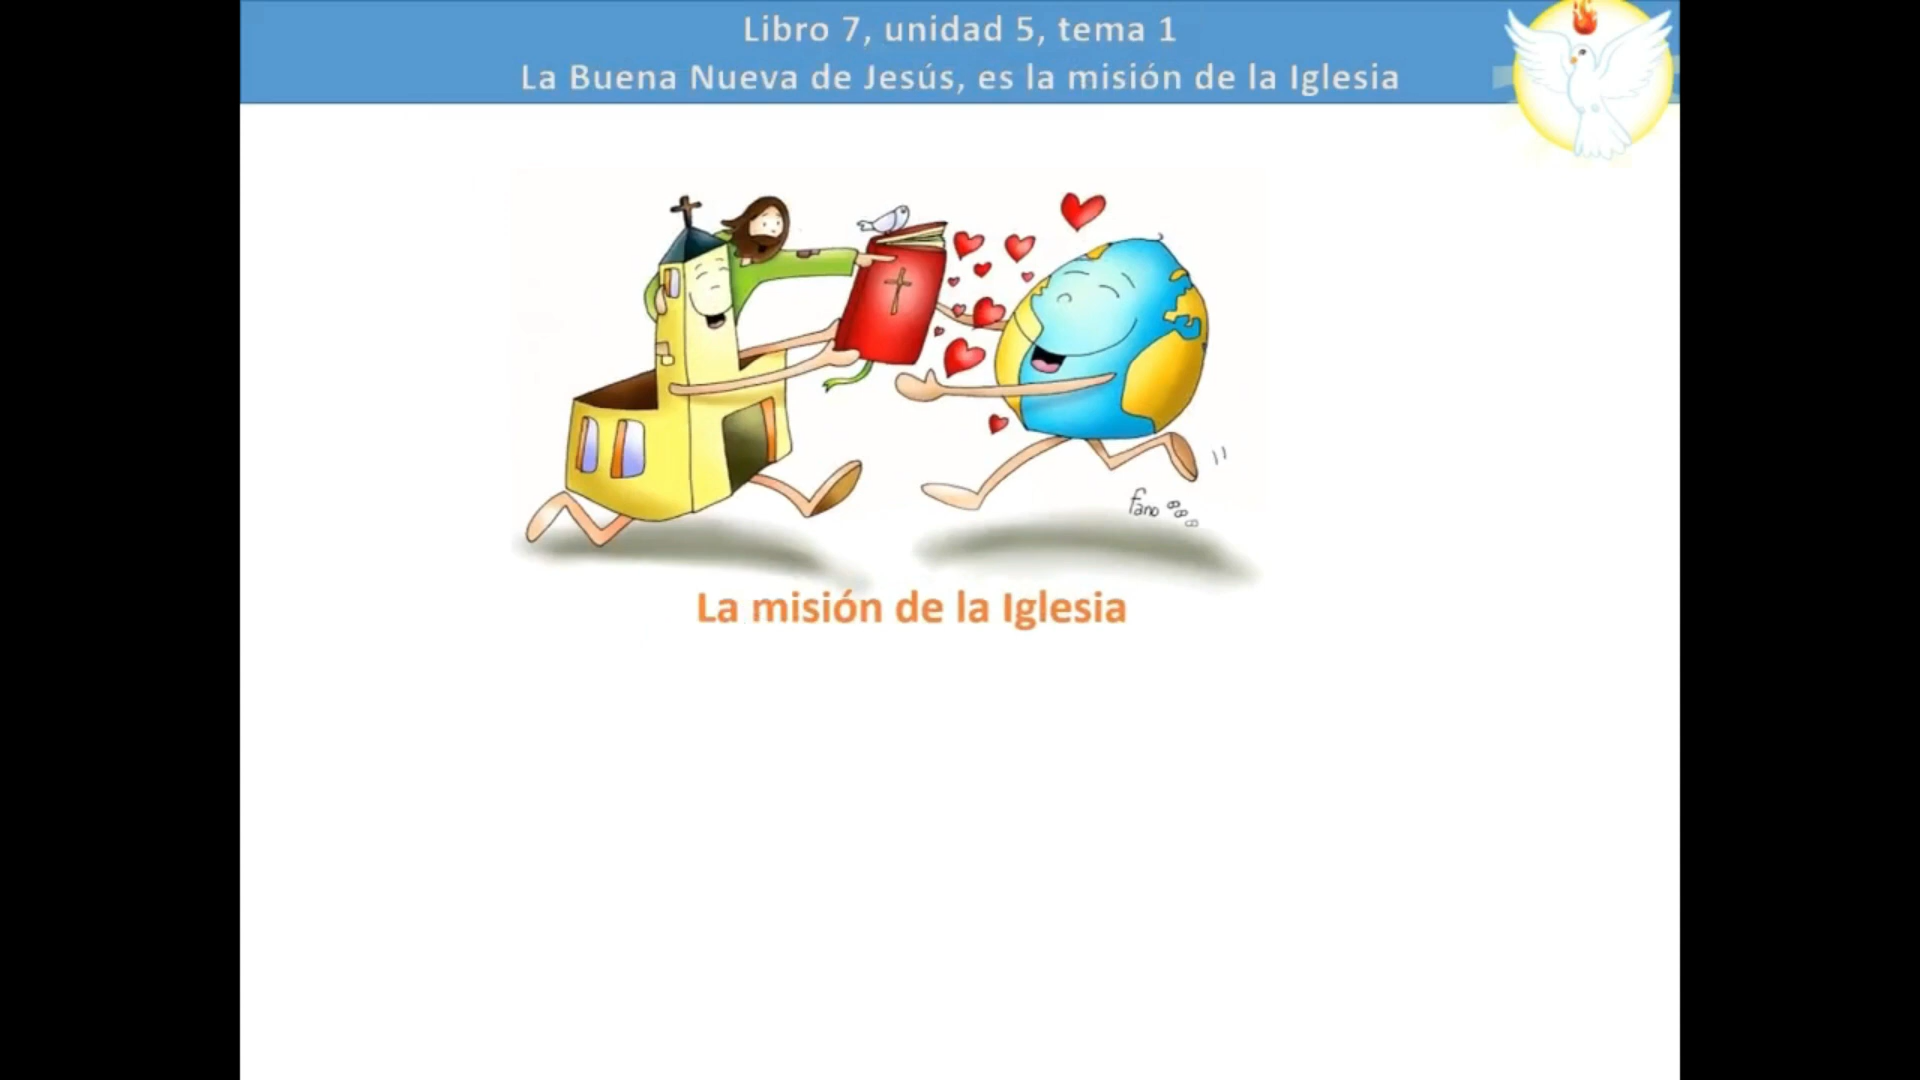 Libro 7, unidad 5, tema 1
La Buena Nueva de Jesús, es la misión de la Iglesia
fano
La misión de la Iglesia